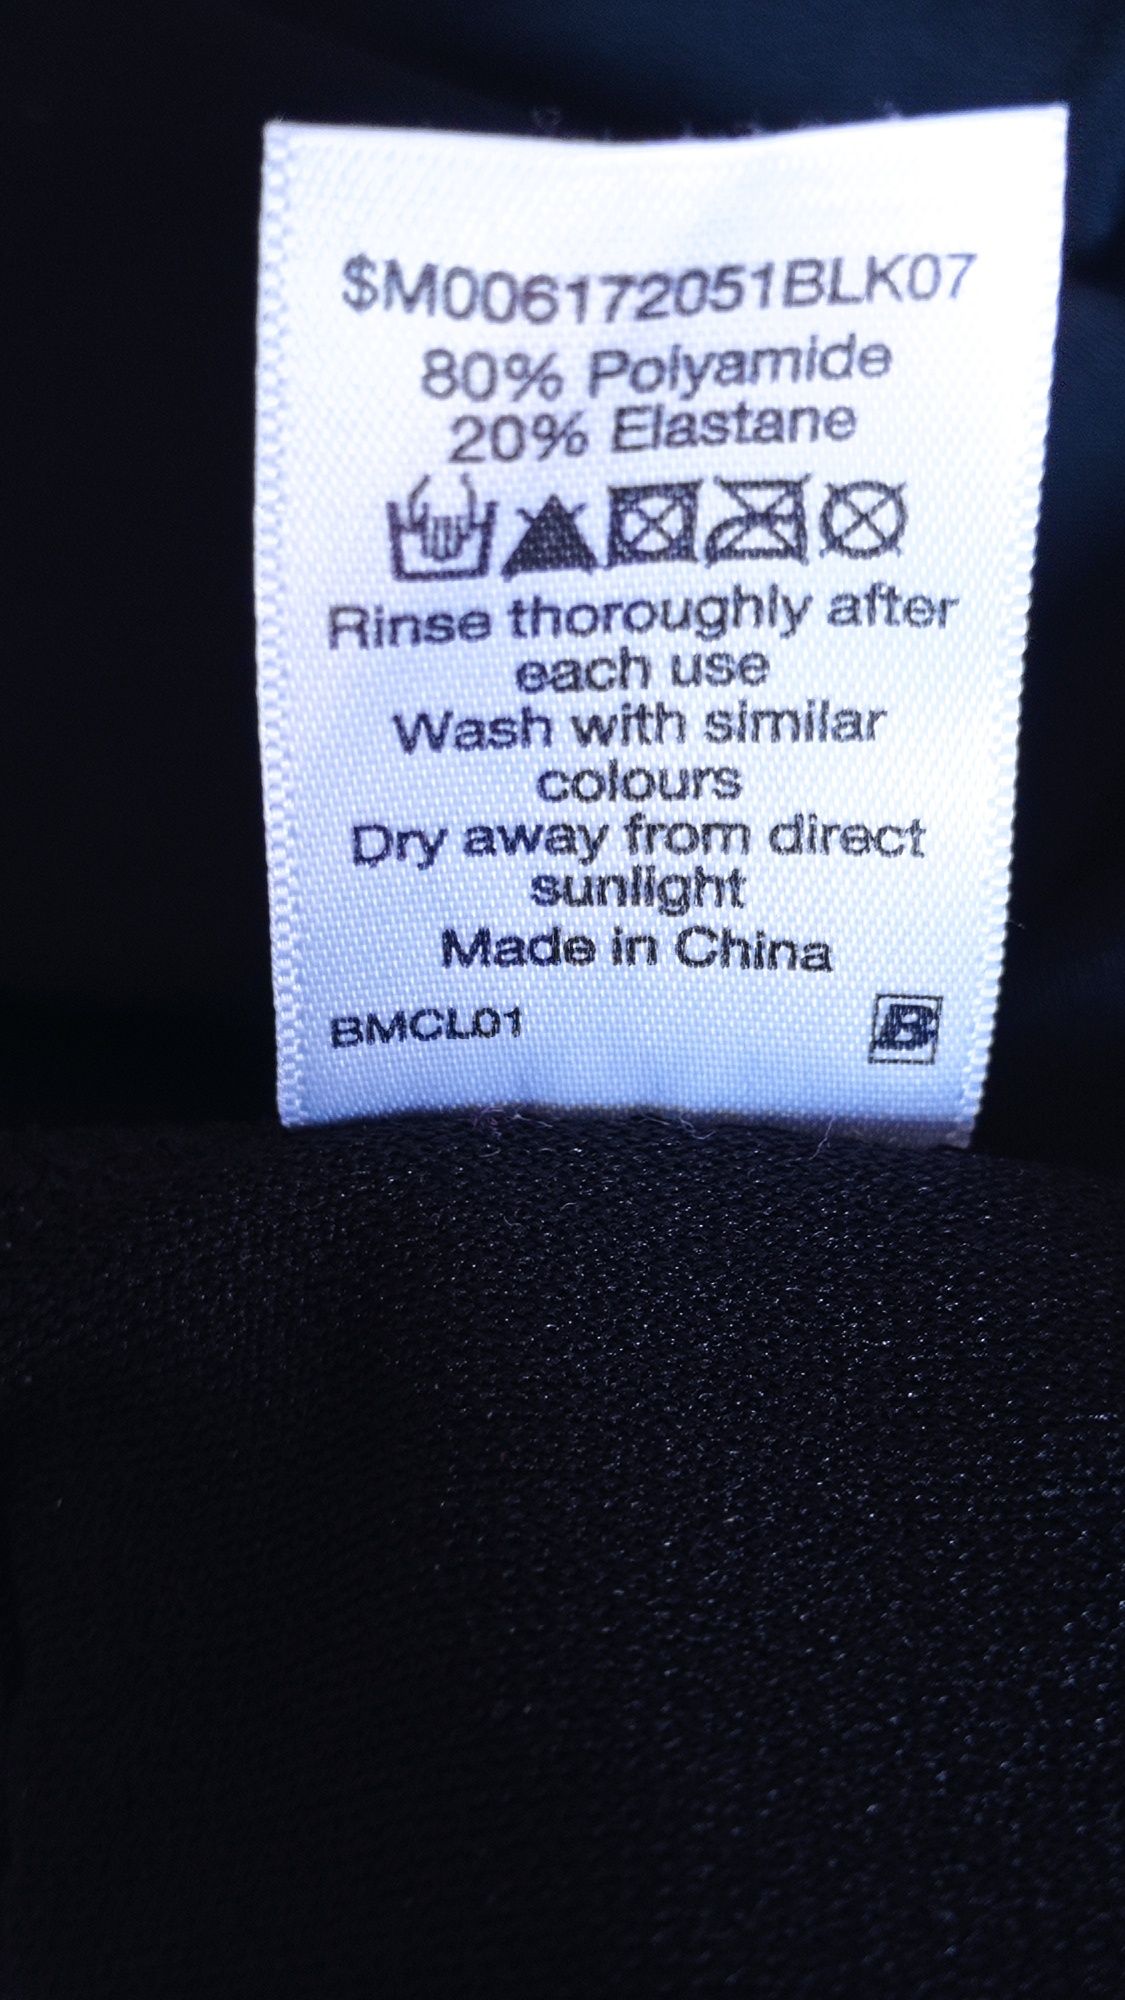 $M006172051BLK07
80% Polyamide
20% Elastane
Rinse thoroughly after
each use
Wash with similar
colours
Dry away from direct
sunlight
Made in China
BMCL01
B